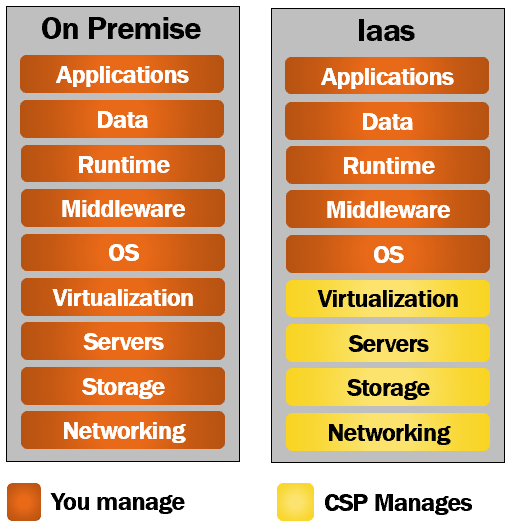 On Premise
Applications
Data
Runtime
Middleware
OS
Virtualization
Servers
Storage
Networking
Iaas
Applications
Data
Runtime
Middleware
OS
Virtualization
Servers
Storage
Networking
You manage
CSP Manages